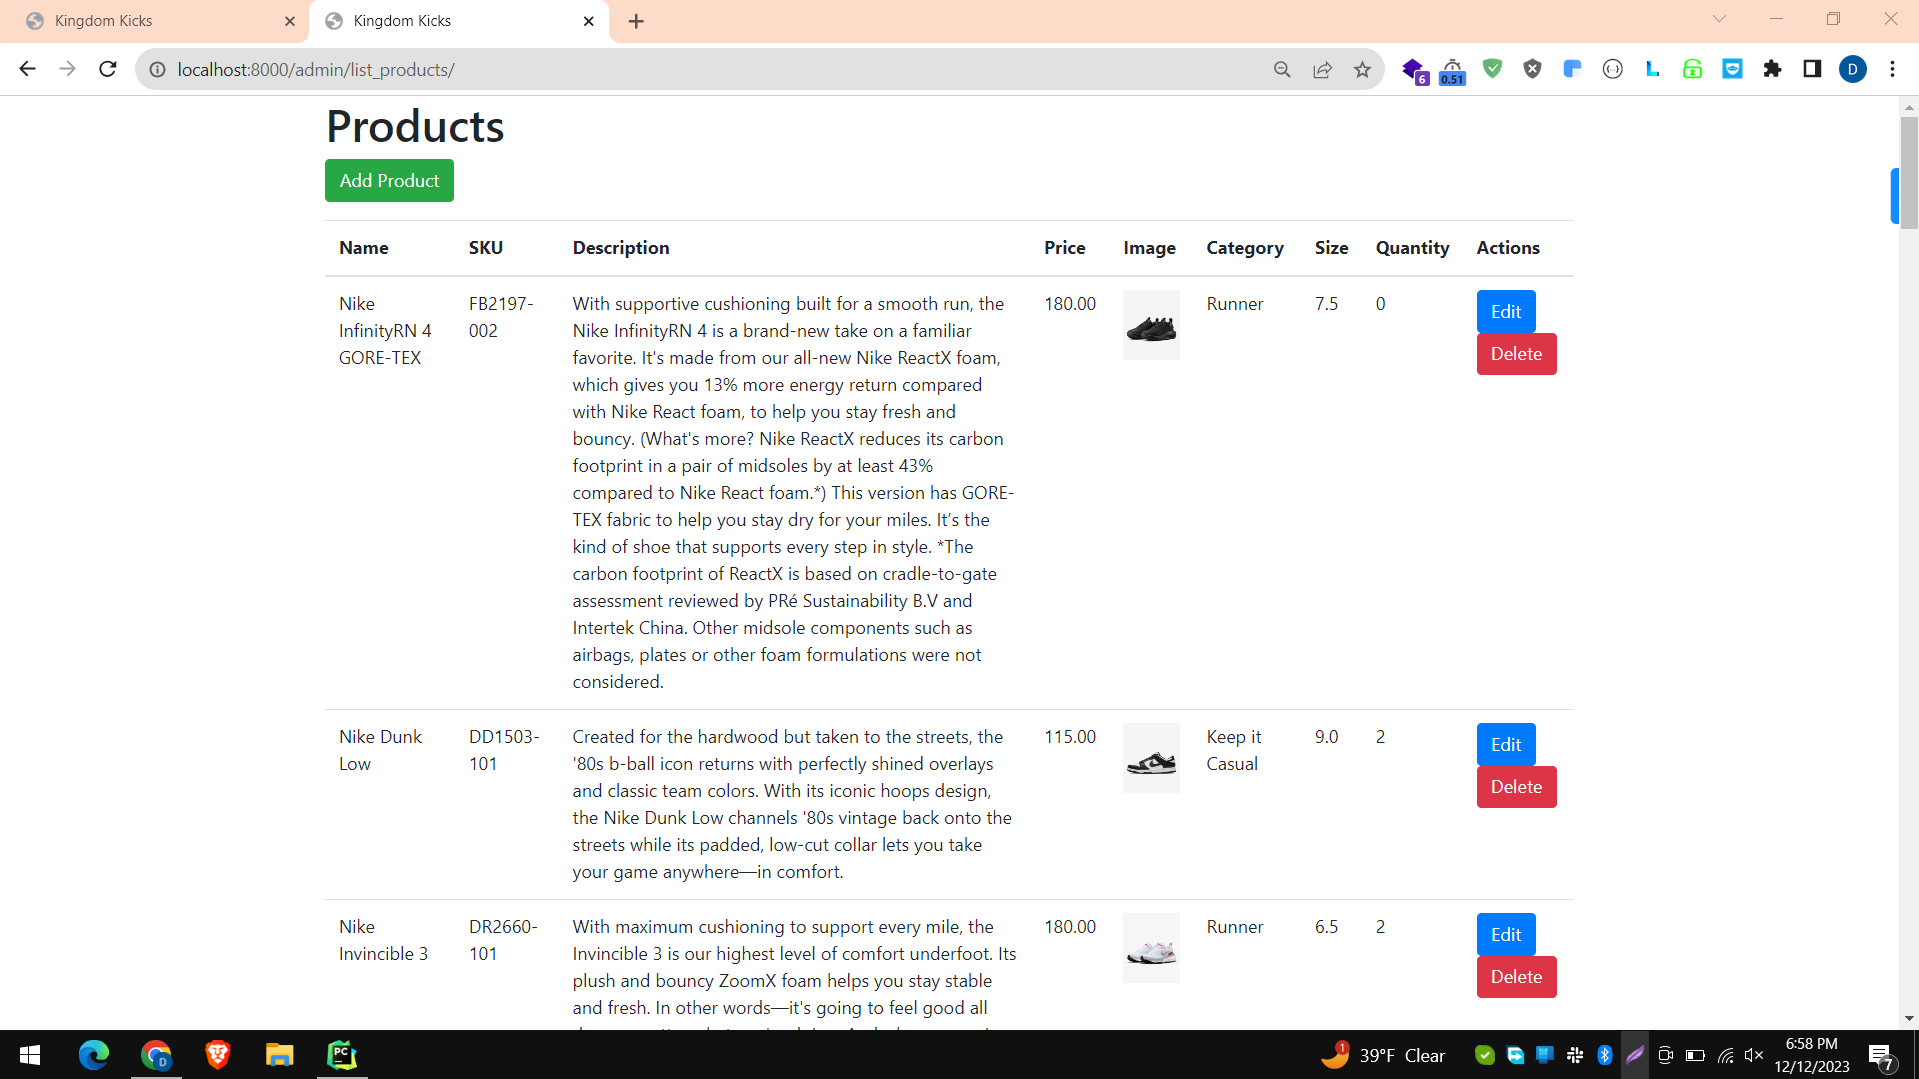 Kingdom Kicks
Kingdom Kicks
localhost:8000/admin/list_products/
6
0.51
D
Products
Add Product
Name SKU Description Price Image Category Size Quantity Actions
Nike FB2197- With supportive cushioning built for a smooth run, the 180.00 Runner 7.5 0 Edit
InfinityRN 4 002 Nike InfinityRN 4 is a brand-new take on a familiar
GORE-TEX favorite. It's made from our all-new Nike ReactX foam, Delete
which gives you 13% more energy return compared
with Nike React foam, to help you stay fresh and
bouncy. (What's more? Nike ReactX reduces its carbon
footprint in a pair of midsoles by at least 43%
compared to Nike React foam.*) This version has GORE-
TEX fabric to help you stay dry for your miles. It’s the
kind of shoe that supports every step in style. *The
carbon footprint of ReactX is based on cradle-to-gate
assessment reviewed by PRé Sustainability B.V and
Intertek China. Other midsole components such as
airbags, plates or other foam formulations were not
considered.
Nike Dunk DD1503- Created for the hardwood but taken to the streets, the 115.00 Keep it 9.0 2 Edit
Low 101 '80s b-ball icon returns with perfectly shined overlays Casual
and classic team colors. With its iconic hoops design, Delete
the Nike Dunk Low channels '80s vintage back onto the
streets while its padded, low-cut collar lets you take
your game anywhere—in comfort.
Nike DR2660- With maximum cushioning to support every mile, the 180.00 Runner 6.5 2 Edit
Invincible 3 101 Invincible 3 is our highest level of comfort underfoot. Its
plush and bouncy ZoomX foam helps you stay stable Delete
and fresh. In other words—it's going to feel good all
D
PC
1
39°F Clear
6:58 PM
12/12/2023
7